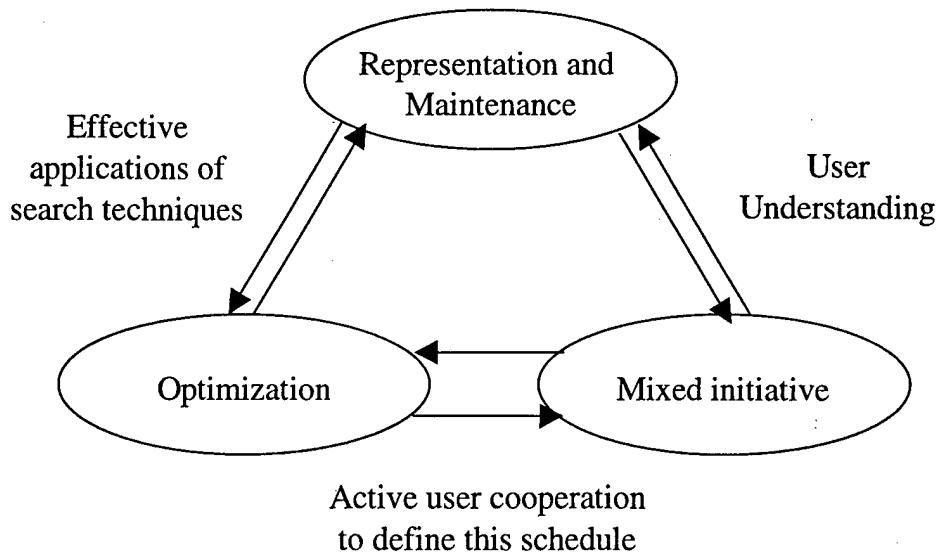 Representation and
Maintenance
Effective
applications of
search techniques
User
Understanding
Optimization
Mixed initiative
Active user cooperation
to define this schedule